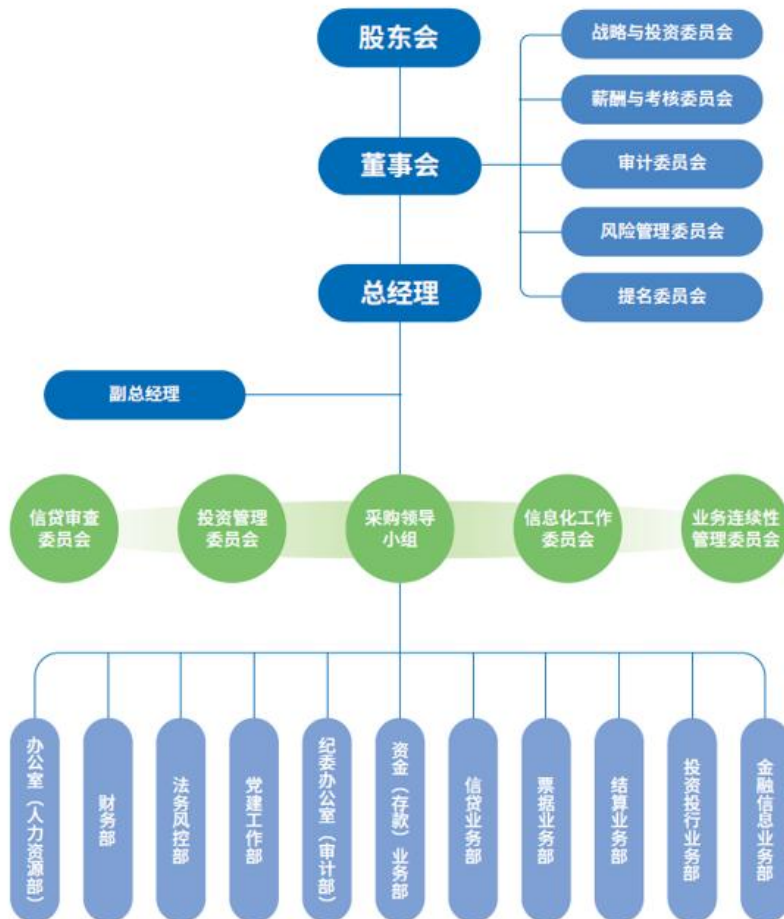 股东会
战略与投资委员会
薪酬与考核委员会
董事会
审计委员会
风险管理委员会
总经理
提名委员会
副总经理
信贷审查
委员会
投资管理
委员会
采购领导
小组
信息化工作
委员会
业务连续性
管理委员会
办公室（人力资源部）
财务部
法务风控部
党建工作部
纪委办公室（审计部）
资金（存款）业务部
信贷业务部
票据业务部
结算业务部
投资投行业务部
金融信息业务部